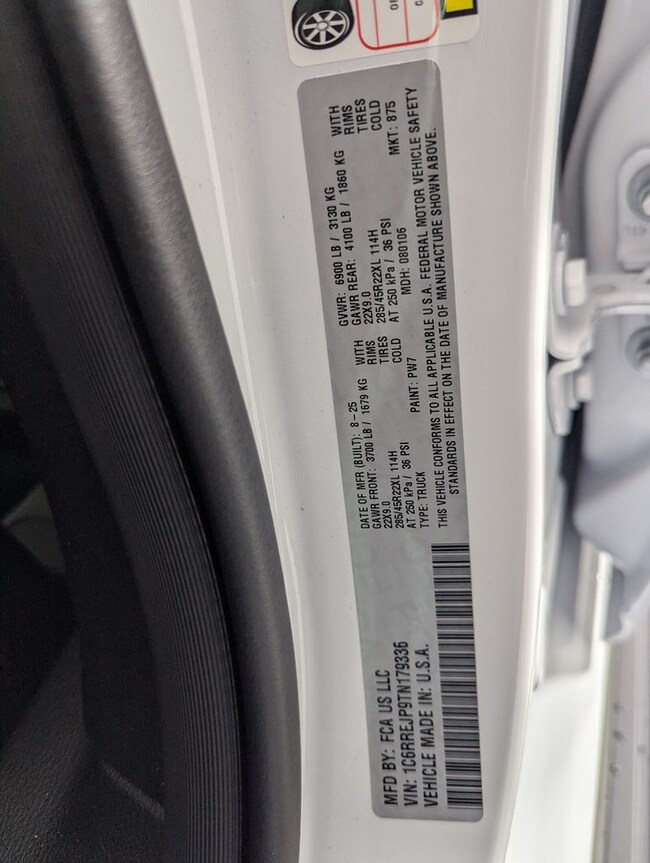 MFD BY: FCA US LLC
VIN: 1C6RREJP9TN179336
VEHICLE MADE IN: U.S.A.
DATE OF MFR (BUILT): 8-25
GVWR: 6900 LB / 3130 KG
GAWR FRONT: 3700 LB / 1679 KG WITH
GAWR REAR: 4100 LB / 1860 KG WITH
22X9.0 RIMS
22X9.0 RIMS
285/45R22XL 114H TIRES
285/45R22XL 114H TIRES
AT 250 kPa / 36 PSI COLD
AT 250 kPa / 36 PSI COLD
TYPE: TRUCK PAINT: PW7 MDH: 080106 MKT: 875
THIS VEHICLE CONFORMS TO ALL APPLICABLE U.S.A. FEDERAL MOTOR VEHICLE SAFETY
STANDARDS IN EFFECT ON THE DATE OF MANUFACTURE SHOWN ABOVE.